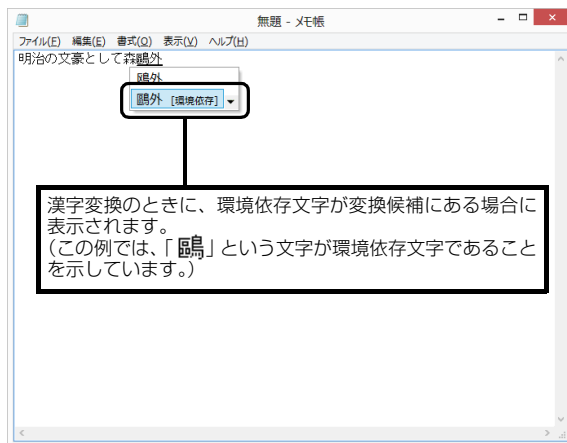 無題 - メモ帳
ファイル(F) 編集(E) 書式(O) 表示(V) ヘルプ(H)
明治の文豪として森鷗外
鴎外
鷗外 [環境依存]
漢字変換のときに、環境依存文字が変換候補にある場合に
表示されます。
(この例では、「鷗」という文字が環境依存文字であること
を示しています。)